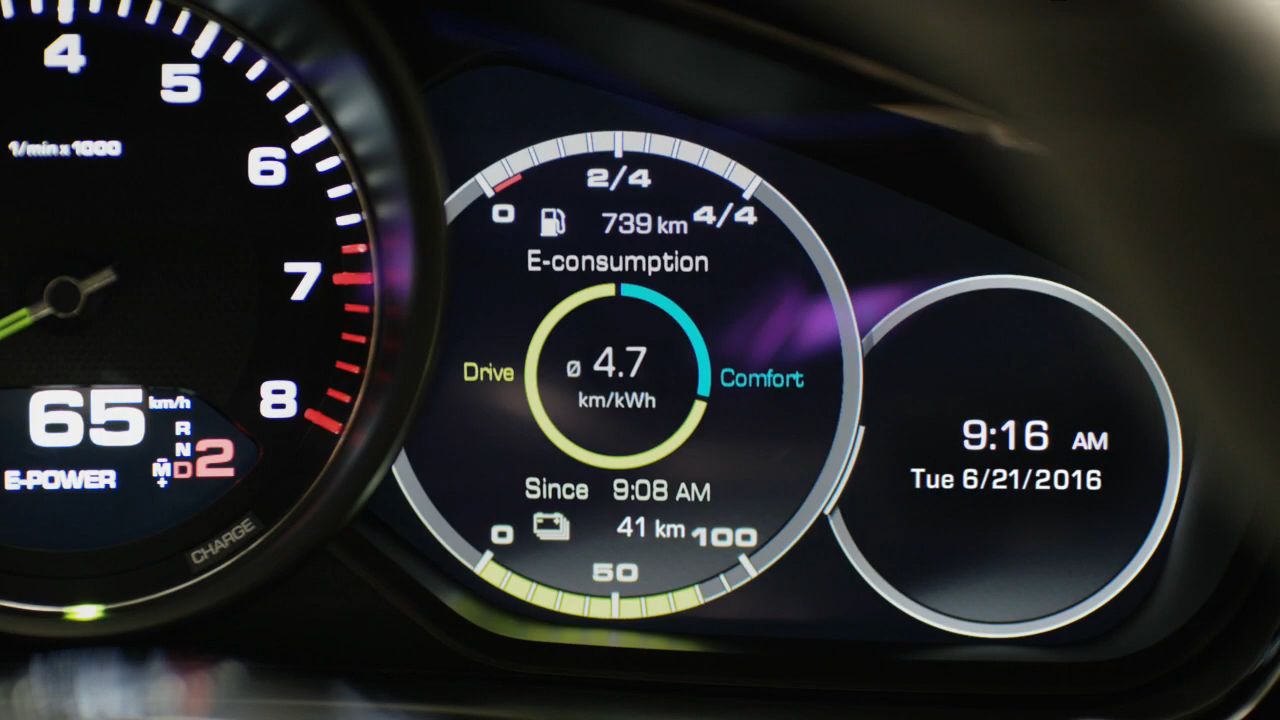 4
5
1/min x 1000
6
7
8
65 km/h
R
N
M D 2
+
E-POWER
CHARGE
2/4
0
739 km 4/4
E-consumption
Drive
ø 4.7
km/kWh
Comfort
Since 9:08 AM
0
41 km 100
50
9:16 AM
Tue 6/21/2016